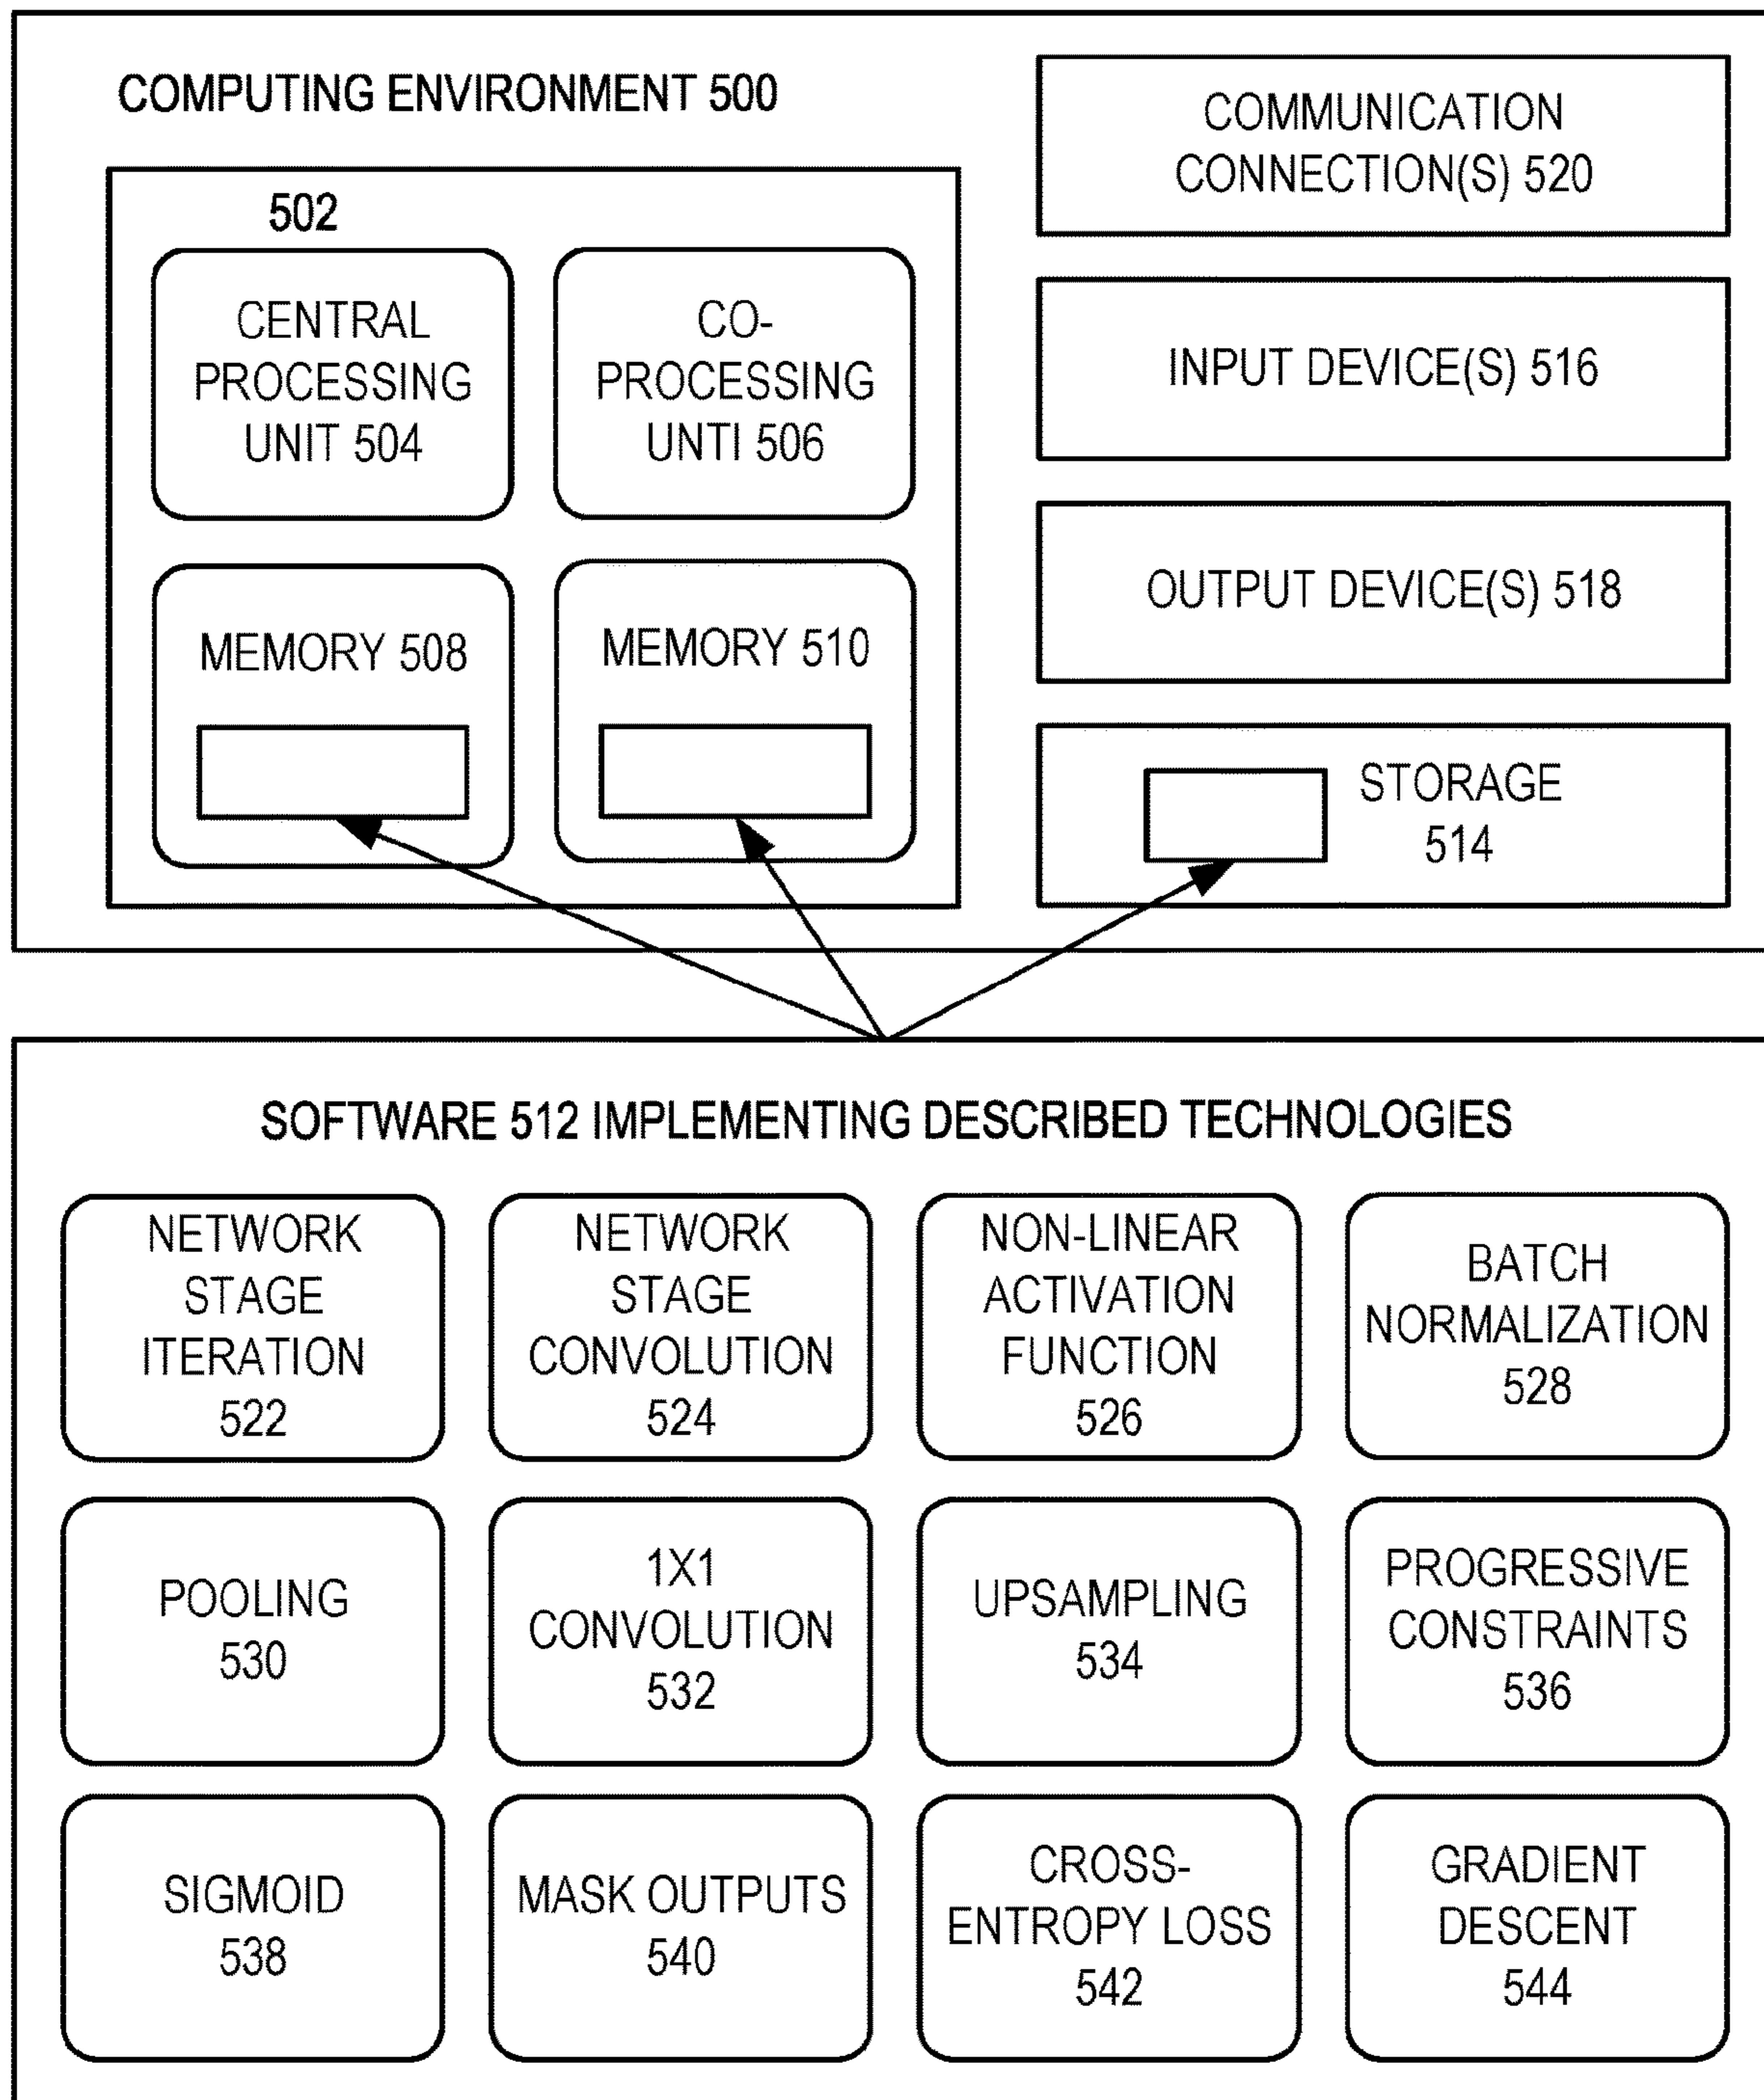 COMPUTING ENVIRONMENT 500
502
CENTRAL
PROCESSING
UNIT 504
CO-
PROCESSING
UNTI 506
MEMORY 508
MEMORY 510
COMMUNICATION
CONNECTION(S) 520
INPUT DEVICE(S) 516
OUTPUT DEVICE(S) 518
STORAGE
514
SOFTWARE 512 IMPLEMENTING DESCRIBED TECHNOLOGIES
NETWORK
STAGE
ITERATION
522
NETWORK
STAGE
CONVOLUTION
524
NON-LINEAR
ACTIVATION
FUNCTION
526
BATCH
NORMALIZATION
528
POOLING
530
1X1
CONVOLUTION
532
UPSAMPLING
534
PROGRESSIVE
CONSTRAINTS
536
SIGMOID
538
MASK OUTPUTS
540
CROSS-
ENTROPY LOSS
542
GRADIENT
DESCENT
544